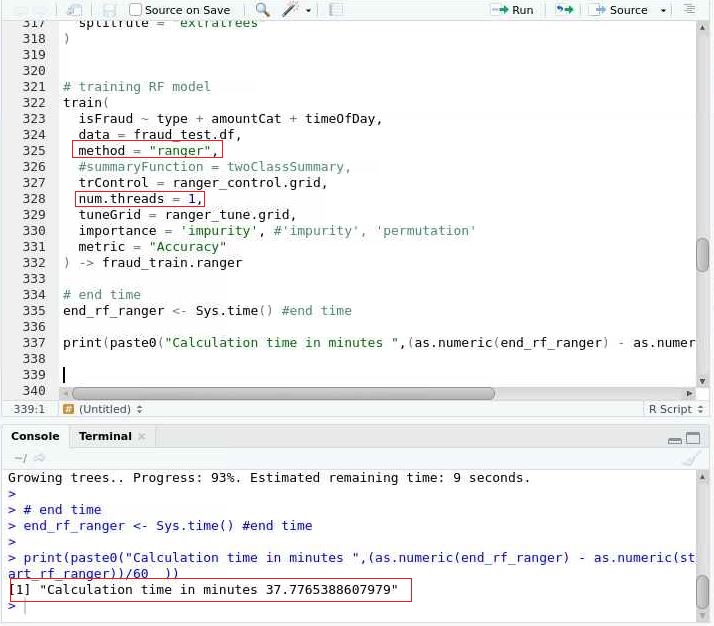 Source on Save
Run
Source
317 splitrule = "extratrees"
318 )
319
320
321 # training RF model
322 train(
323 isFraud ~ type + amountCat + timeOfDay,
324 data = fraud_test.df,
325 method = "ranger",
326 #summaryFunction = twoClassSummary,
327 trControl = ranger_control.grid,
328 num.threads = 1,
329 tuneGrid = ranger_tune.grid,
330 importance = 'impurity', #'impurity', 'permutation'
331 metric = "Accuracy"
332 ) -> fraud_train.ranger
333
334 # end time
335 end_rf_ranger <- Sys.time() #end time
336
337 print(paste0("Calculation time in minutes ",(as.numeric(end_rf_ranger) - as.numer
338
339
340
339:1 # (Untitled) R Script
Console Terminal ×
~/
Growing trees.. Progress: 93%. Estimated remaining time: 9 seconds.
>
> # end time
> end_rf_ranger <- Sys.time() #end time
>
> print(paste0("Calculation time in minutes ",(as.numeric(end_rf_ranger) - as.numeric(st
art_rf_ranger))/60 ))
[1] "Calculation time in minutes 37.7765388607979"
>